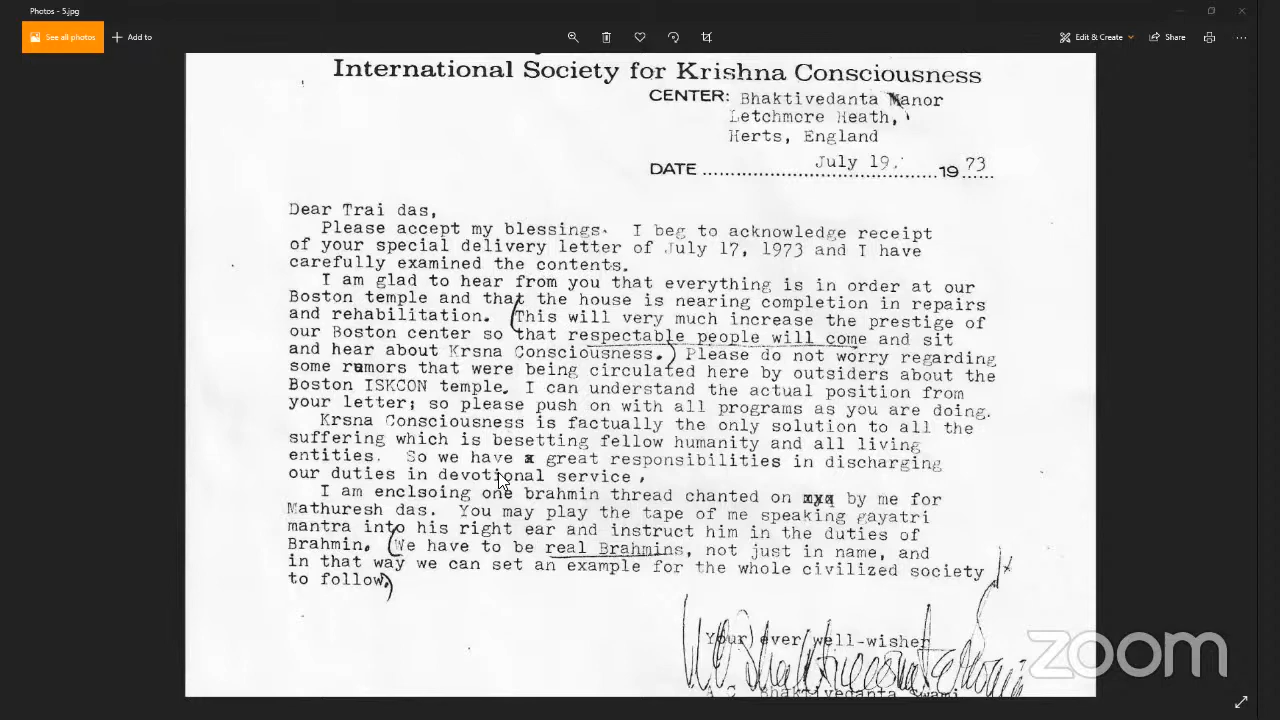 Photos - 5.jpg
See all photos
Add to
Edit & Create
Share
International Society for Krishna Consciousness
CENTER: Bhaktivedanta Manor
Letchmore Heath,
Herts, England
DATE July 19. 1973
Dear Trai das,
Please accept my blessings. I beg to acknowledge receipt
of your special delivery letter of July 17, 1973 and I have
carefully examined the contents.
I am glad to hear from you that everything is in order at our
Boston temple and that the house is nearing completion in repairs
and rehabilitation. (This will very much increase the prestige of
our Boston center so that respectable people will come and sit
and hear about Krsna Consciousness.) Please do not worry regarding
some rumors that were being circulated here by outsiders about the
Boston ISKCON temple. I can understand the actual position from
your letter; so please push on with all programs as you are doing.
Krsna Consciousness is factually the only solution to all the
suffering which is besetting fellow humanity and all living
entities. So we have a great responsibilities in discharging
our duties in devotional service,
I am enclsoing one brahmin thread chanted on by me for
Mathuresh das. You may play the tape of me speaking gayatri
mantra into his right ear and instruct him in the duties of
Brahmin. (We have to be real Brahmins, not just in name, and
in that way we can set an example for the whole civilized society
to follow.)
Your ever well-wisher
A C Bhaktivedanta Swami
zoom